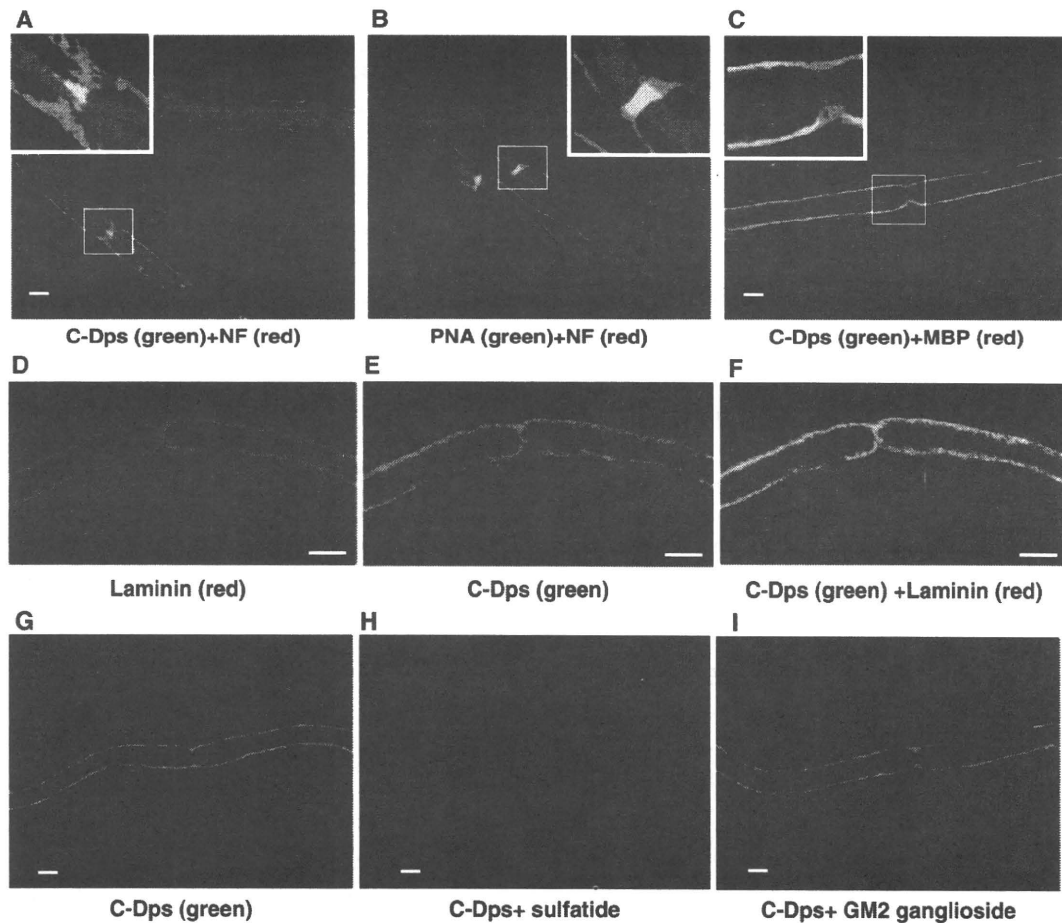 A
B
C
C-Dps (green)+NF (red)
PNA (green)+NF (red)
C-Dps (green)+MBP (red)
D
E
F
Laminin (red)
C-Dps (green)
C-Dps (green) +Laminin (red)
G
H
I
C-Dps (green)
C-Dps+ sulfatide
C-Dps+ GM2 ganglioside